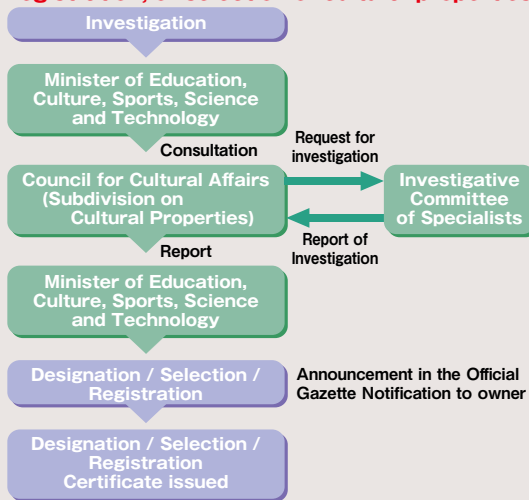 Investigation
Minister of Education,
Culture, Sports, Science
and Technology
Consultation
Request for
investigation
Council for Cultural Affairs
(Subdivision on
Cultural Properties)
Investigative
Committee
of Specialists
Report
Report of
Investigation
Minister of Education,
Culture, Sports, Science
and Technology
Designation / Selection /
Registration
Announcement in the Official
Gazette Notification to owner
Designation / Selection /
Registration
Certificate issued